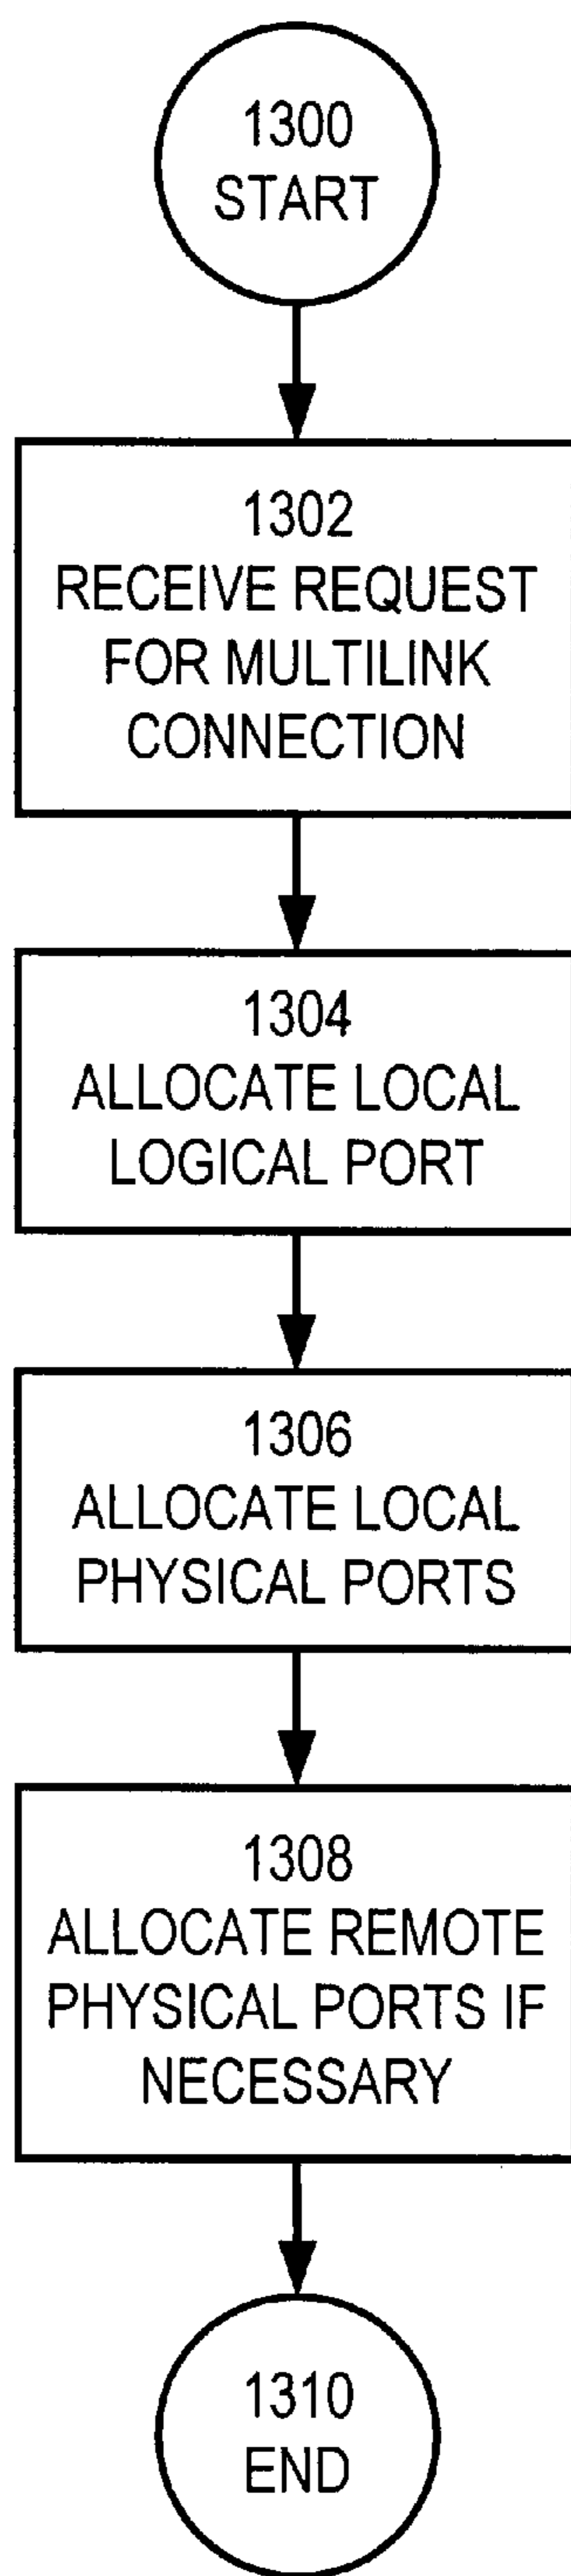 1300
START
1302
RECEIVE REQUEST
FOR MULTILINK
CONNECTION
1304
ALLOCATE LOCAL
LOGICAL PORT
1306
ALLOCATE LOCAL
PHYSICAL PORTS
1308
ALLOCATE REMOTE
PHYSICAL PORTS IF
NECESSARY
1310
END